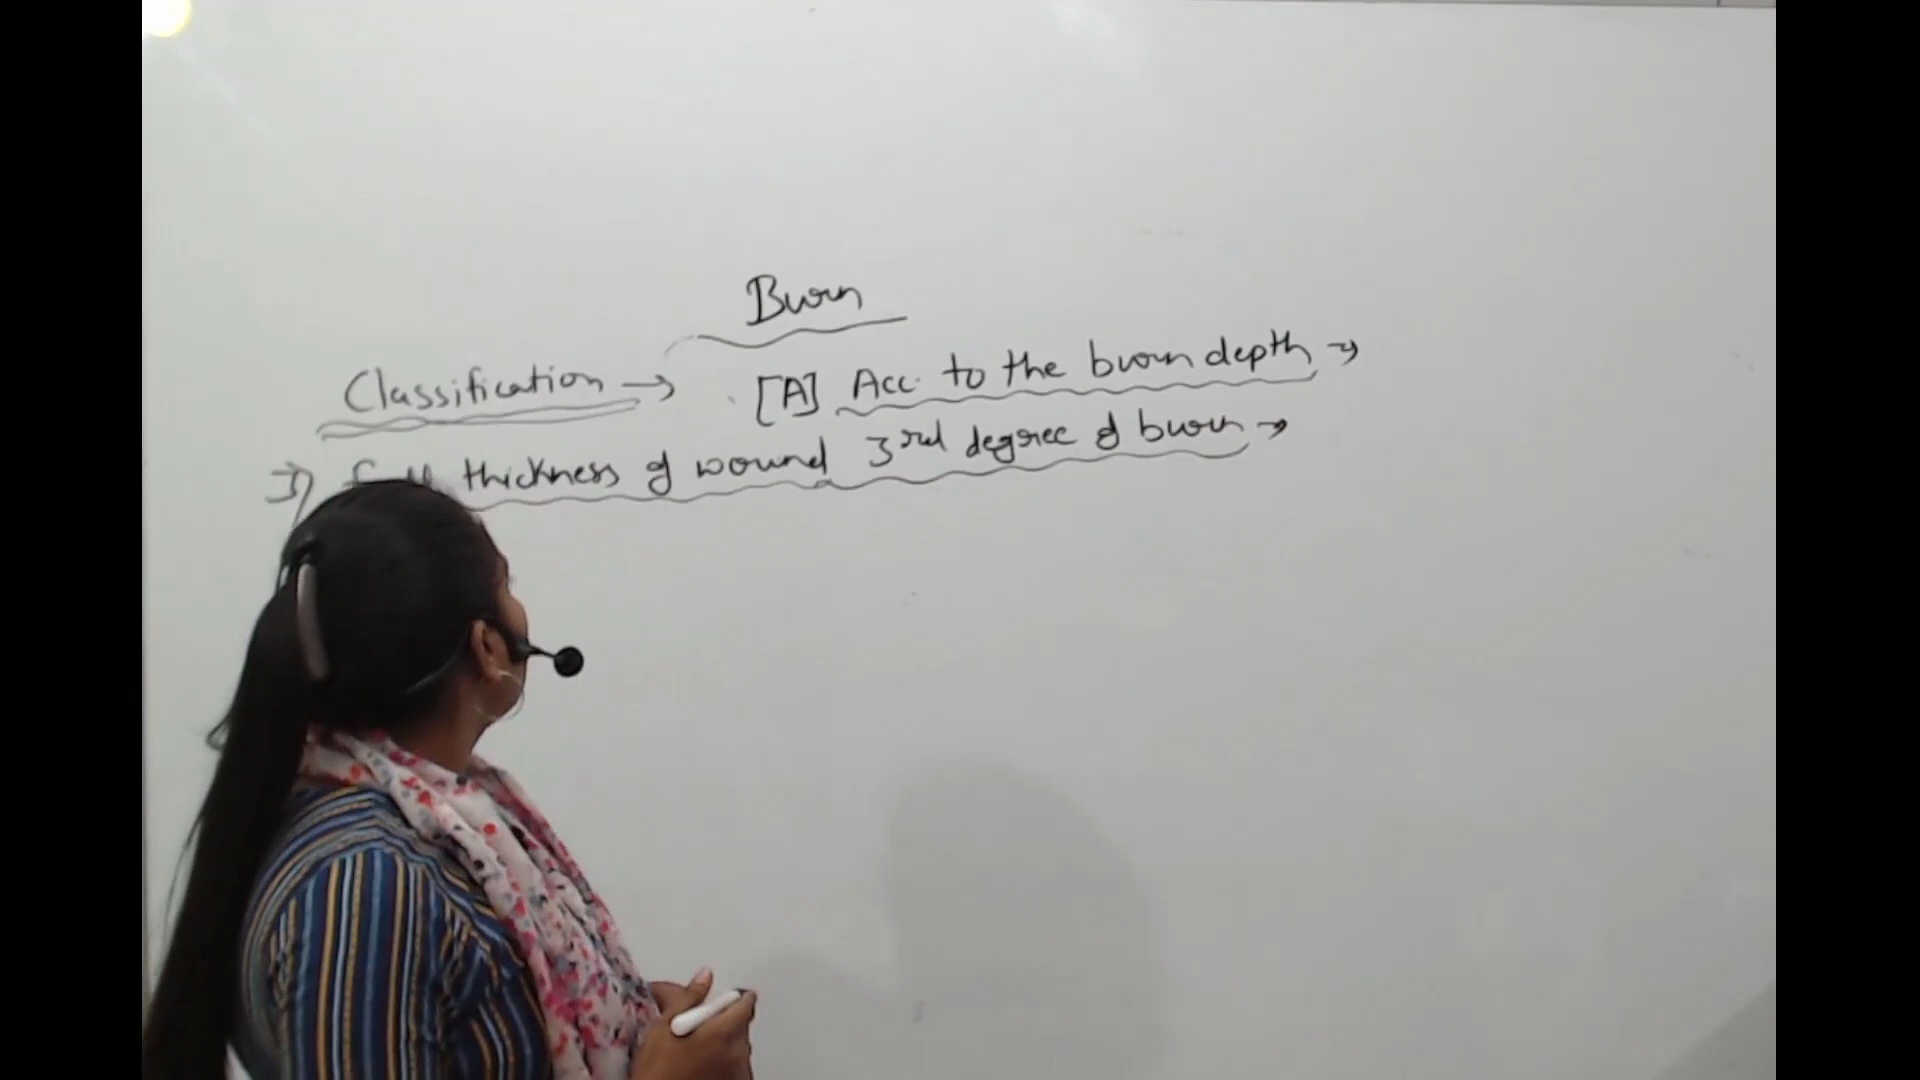 Burn
Classification → [A] Acc. to the burn depth →
3) Full thickness of wound 3rd degree of burn →